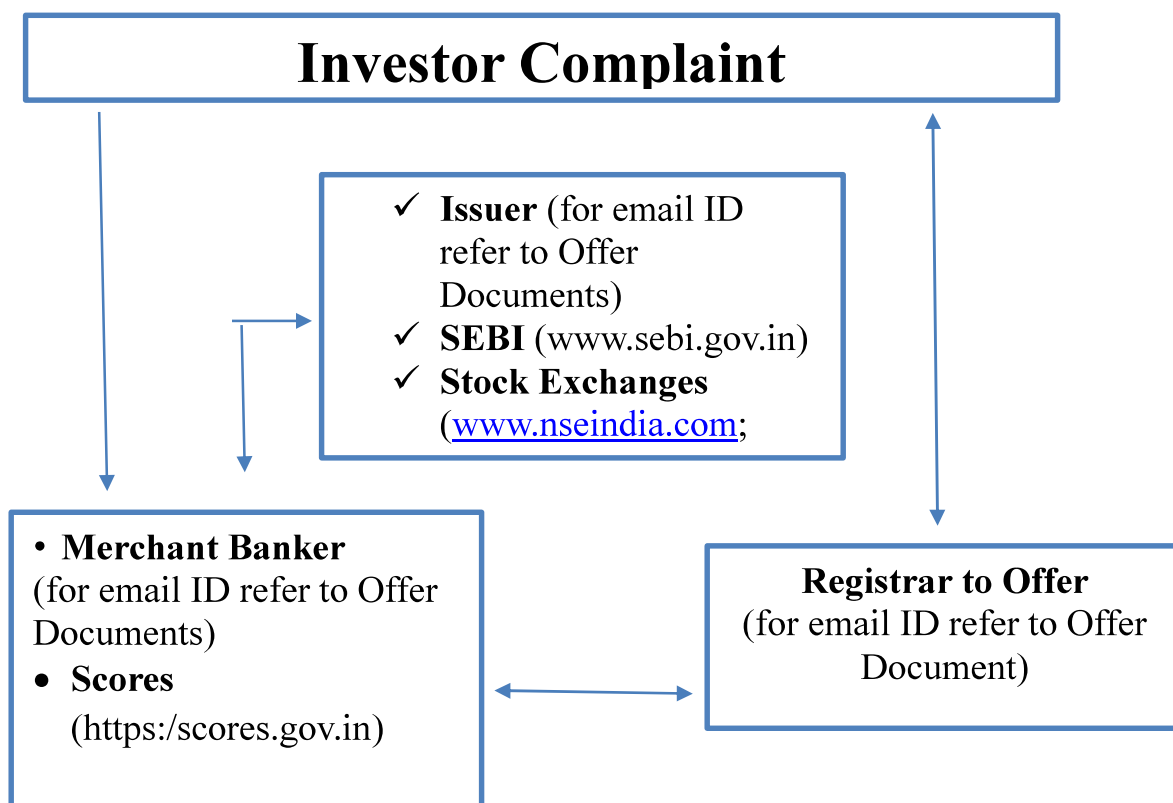 Investor Complaint
✓ Issuer (for email ID
refer to Offer
Documents)
✓ SEBI (www.sebi.gov.in)
✓ Stock Exchanges
(www.nseindia.com;
• Merchant Banker
(for email ID refer to Offer
Documents)
• Scores
(https:/scores.gov.in)
Registrar to Offer
(for email ID refer to Offer
Document)